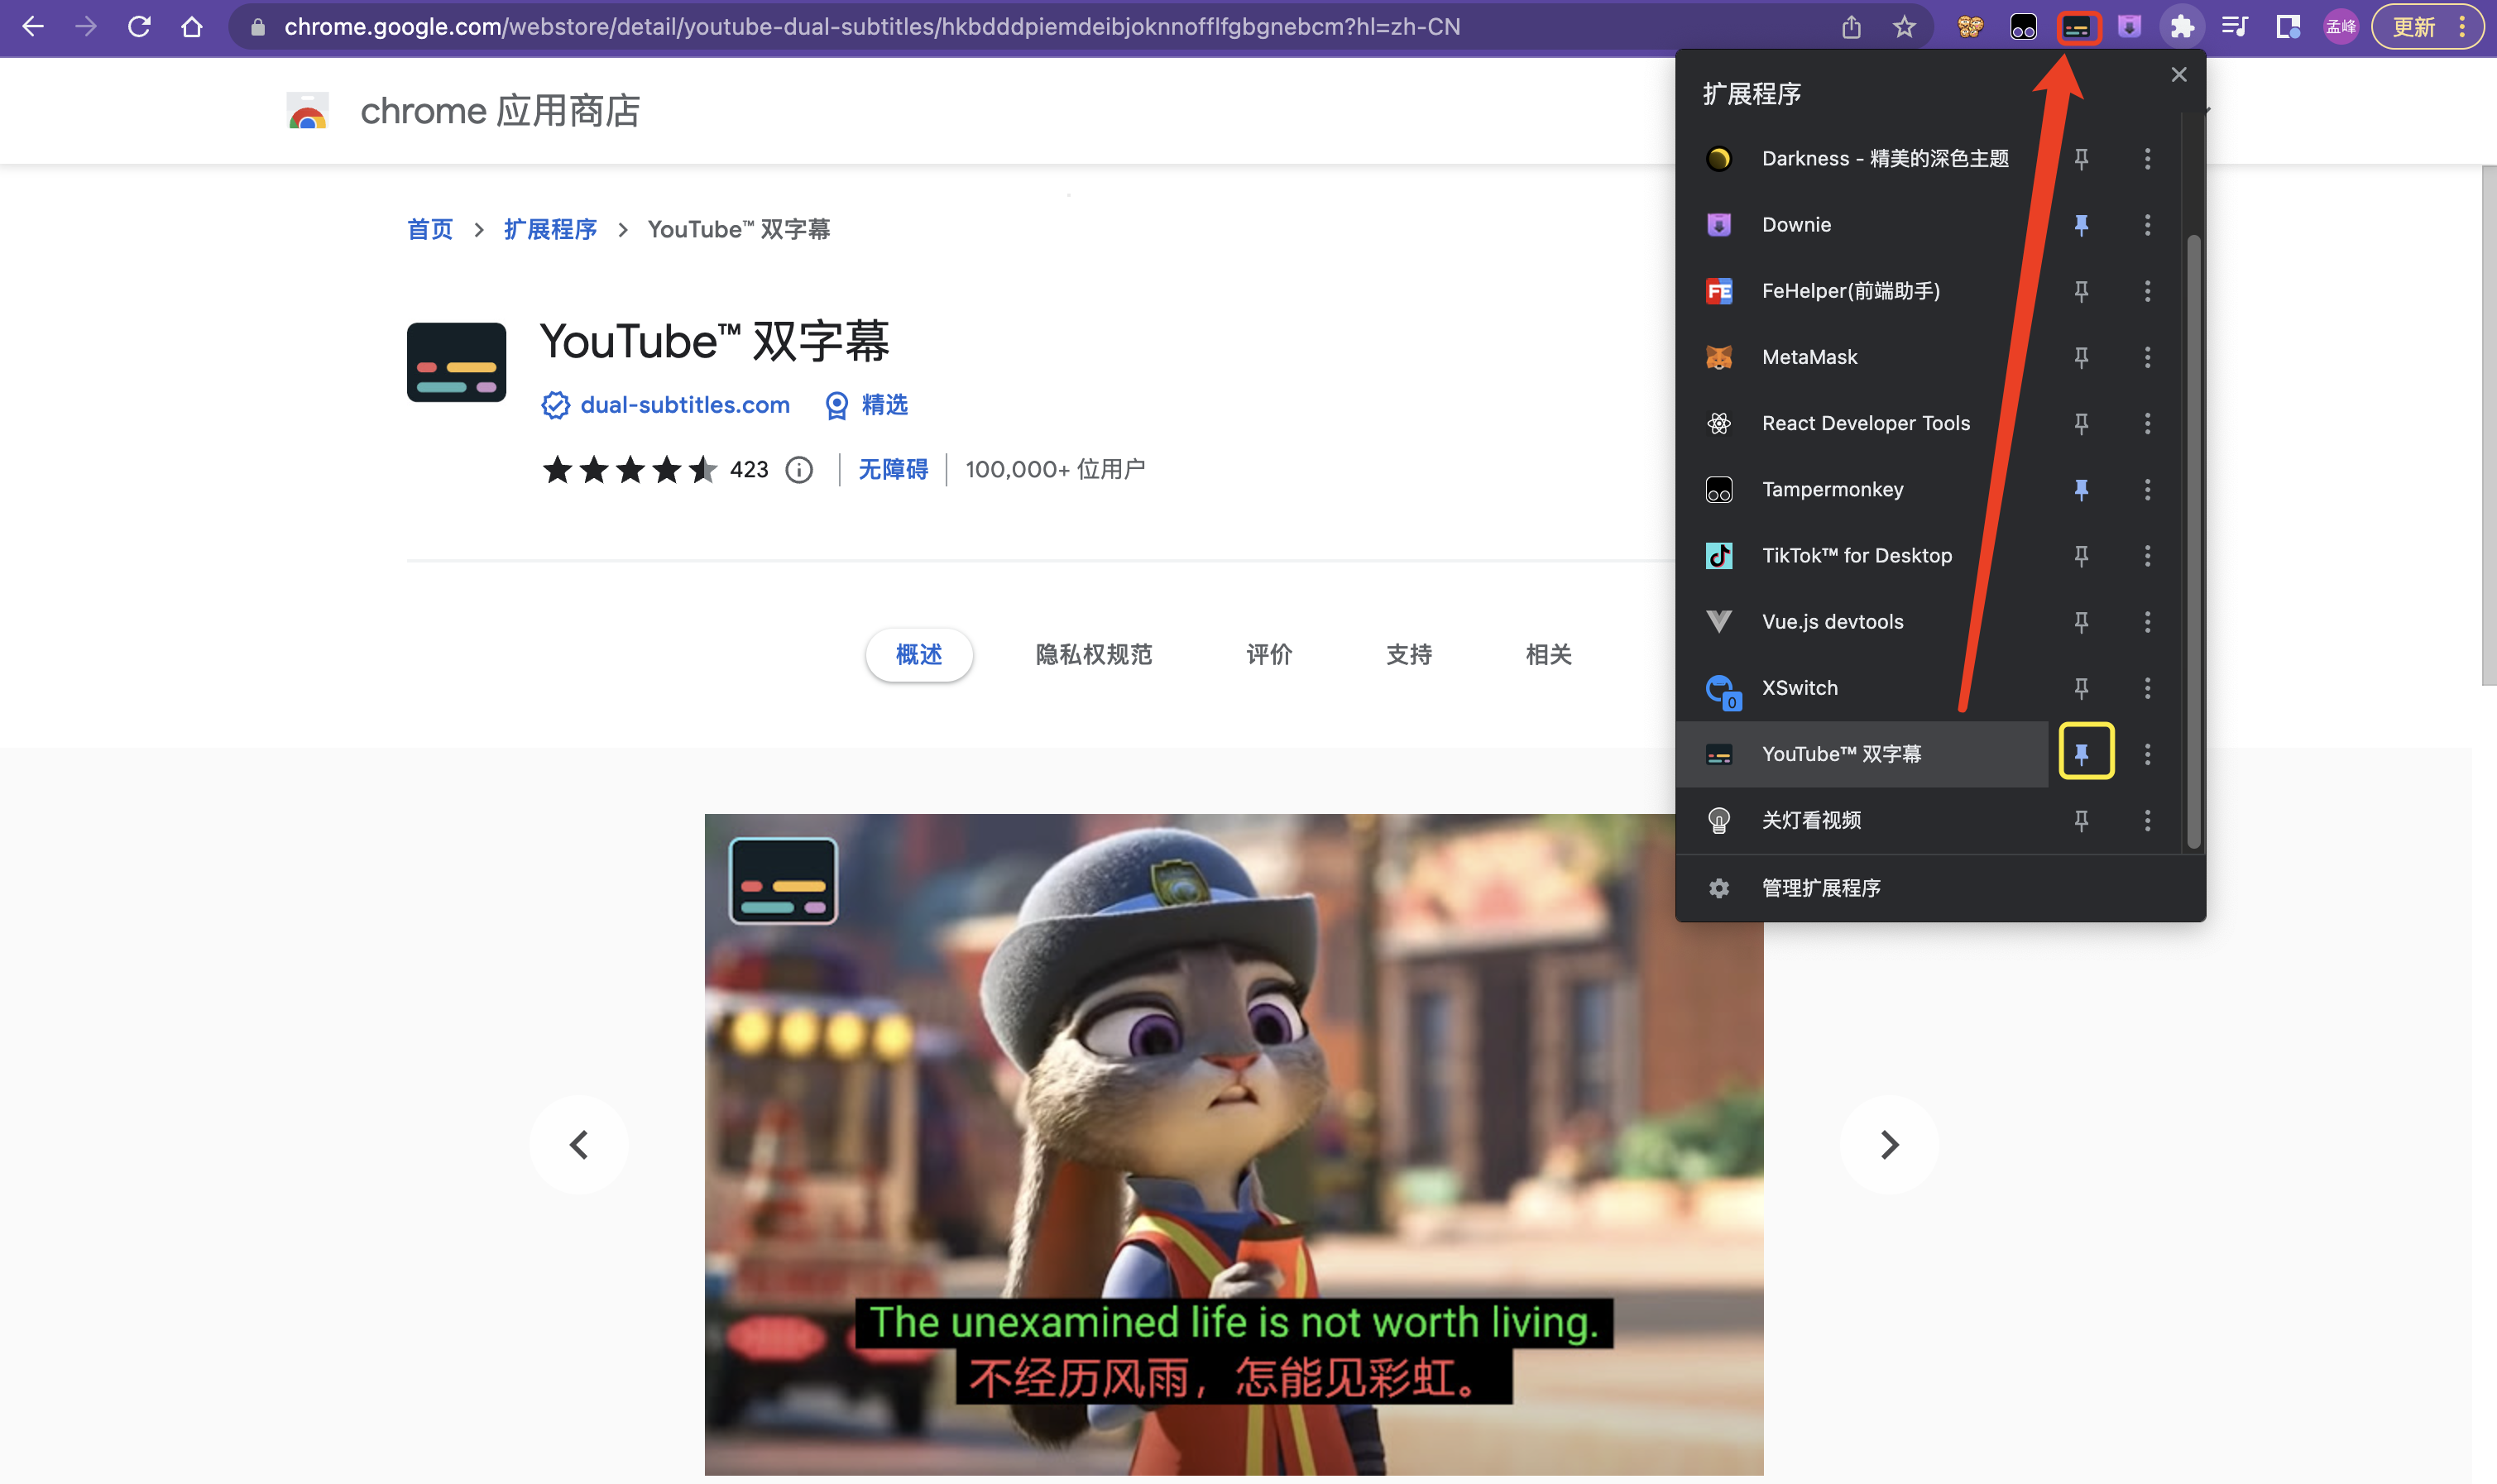 chrome.google.com/webstore/detail/youtube-dual-subtitles/hkbdddpiemdeibjoknnofflfgbgnebcm?hl=zh-CN
孟峰
更新
chrome 应用商店
首页 > 扩展程序 > YouTube™ 双字幕
YouTube™ 双字幕
dual-subtitles.com
精选
423
无障碍
100,000+ 位用户
概述
隐私权规范
评价
支持
相关
扩展程序
Darkness - 精美的深色主题
Downie
FE
FeHelper(前端助手)
MetaMask
React Developer Tools
Tampermonkey
TikTok™ for Desktop
Vue.js devtools
0
XSwitch
YouTube™ 双字幕
关灯看视频
管理扩展程序
The unexamined life is not worth living.
不经历风雨，怎能见彩虹。